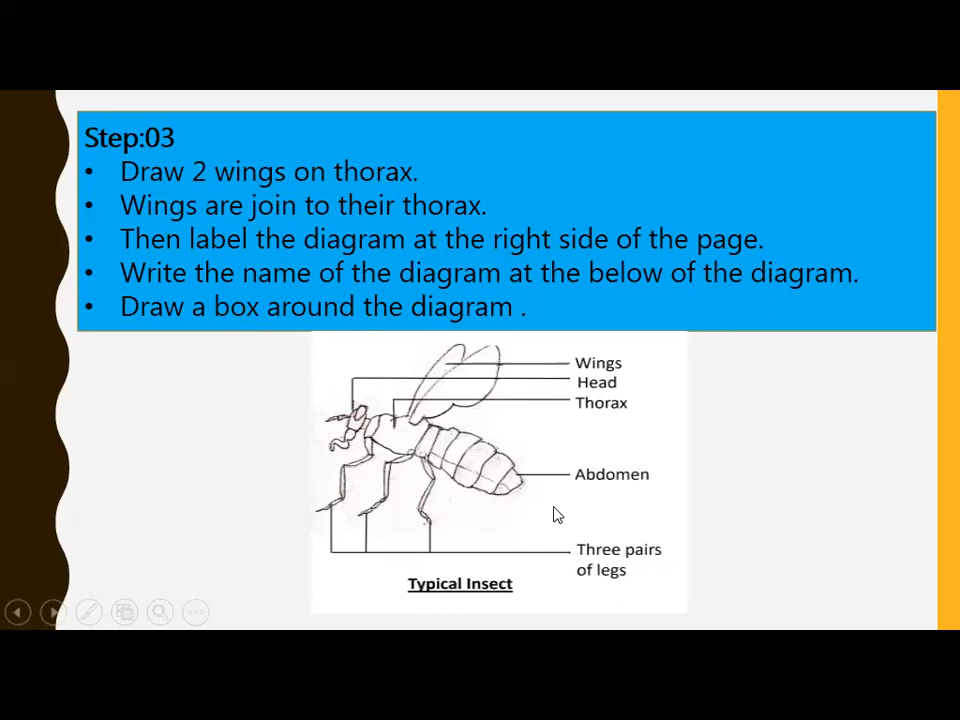 Step:03
• Draw 2 wings on thorax.
• Wings are join to their thorax.
• Then label the diagram at the right side of the page.
• Write the name of the diagram at the below of the diagram.
• Draw a box around the diagram .
Wings
Head
Thorax
Abdomen
Three pairs
of legs
Typical Insect